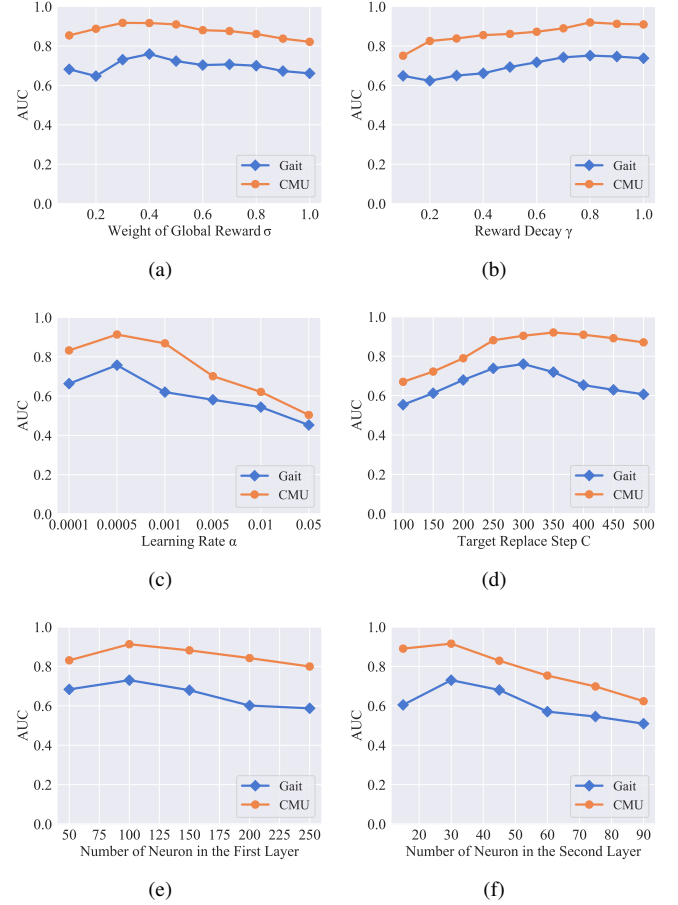 1.0
0.8
0.6
0.4
0.2
0.0
AUC
Gait
CMU
0.2 0.4 0.6 0.8 1.0
Weight of Global Reward σ
(a)
1.0
0.8
0.6
0.4
0.2
0.0
AUC
Gait
CMU
0.2 0.4 0.6 0.8 1.0
Reward Decay γ
(b)
1.0
0.8
0.6
0.4
0.2
0.0
AUC
Gait
CMU
0.0001 0.0005 0.001 0.005 0.01 0.05
Learning Rate α
(c)
1.0
0.8
0.6
0.4
0.2
0.0
AUC
Gait
CMU
100 150 200 250 300 350 400 450 500
Target Replace Step C
(d)
1.0
0.8
0.6
0.4
0.2
0.0
AUC
Gait
CMU
50 75 100 125 150 175 200 225 250
Number of Neuron in the First Layer
(e)
1.0
0.8
0.6
0.4
0.2
0.0
AUC
Gait
CMU
20 30 40 50 60 70 80 90
Number of Neuron in the Second Layer
(f)